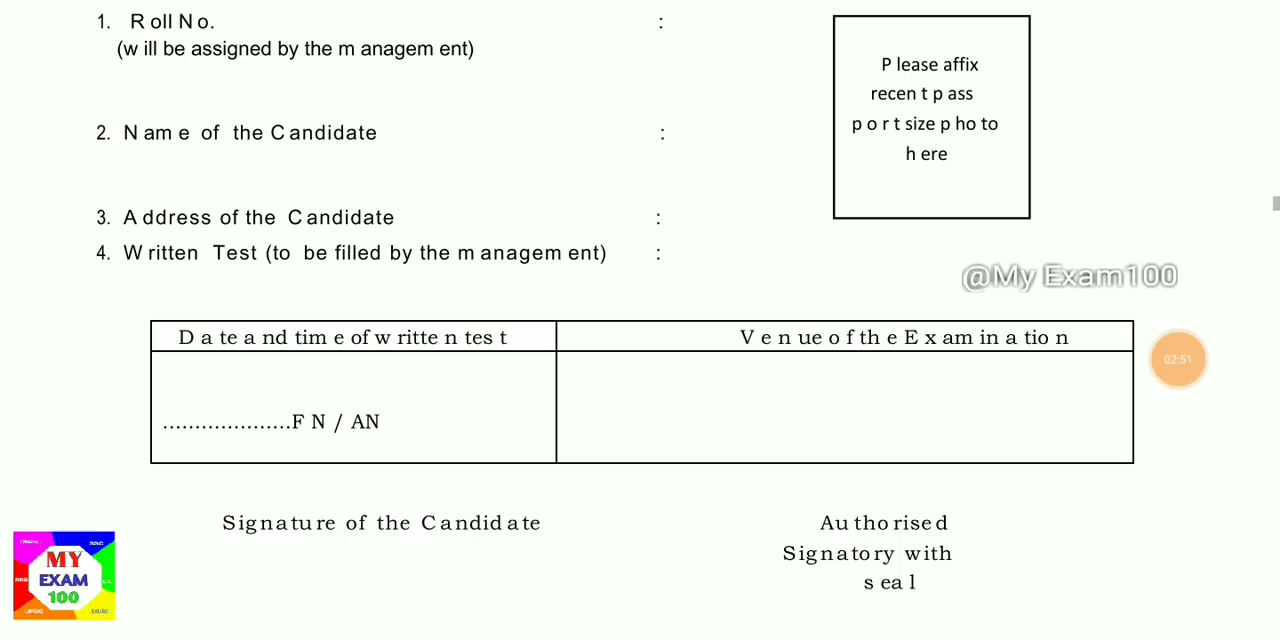 1. Roll No. :
(will be assigned by the management)
Please affix
recent pass
port size photo
here
2. Name of the Candidate :
3. Address of the Candidate :
4. Written Test (to be filled by the management) :
@My Exam100
Date and time of written test
Venue of the Examination
02:51
....................FN / AN
Signature of the Candidate
Authorised
Signatory with
seal
SSC
MY
RRB
EXAM
100
UPSC